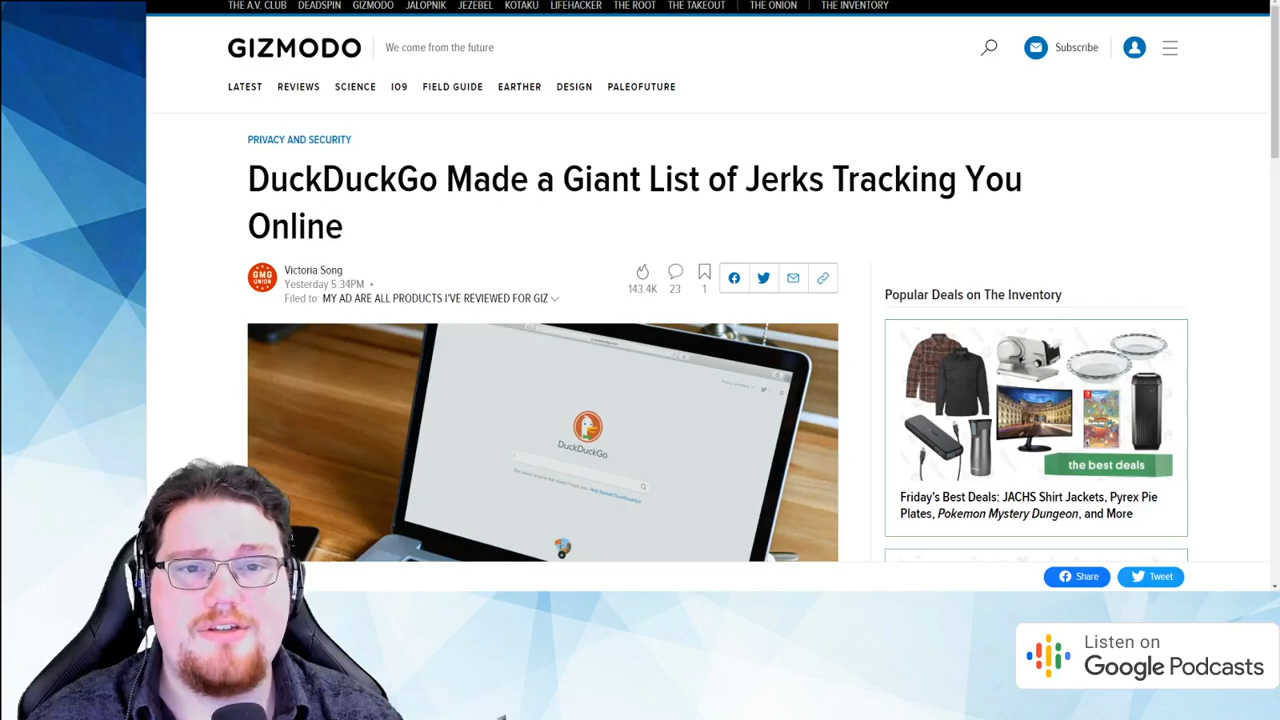 THE A.V. CLUB DEADSPIN GIZMODO JALOPNIK JEZEBEL KOTAKU LIFEHACKER THE ROOT THE TAKEOUT THE ONION THE INVENTORY
GIZMODO We come from the future Subscribe
LATEST REVIEWS SCIENCE IO9 FIELD GUIDE EARTHER DESIGN PALEOFUTURE
PRIVACY AND SECURITY
DuckDuckGo Made a Giant List of Jerks Tracking You
Online
GMG
UNION
Victoria Song
Yesterday 5:34PM •
Filed to: MY AD ARE ALL PRODUCTS I'VE REVIEWED FOR GIZ
143.4K 23 1
Popular Deals on The Inventory
DuckDuckGo
the best deals
Friday's Best Deals: JACHS Shirt Jackets, Pyrex Pie
Plates, Pokemon Mystery Dungeon, and More
Share Tweet
Listen on
Google Podcasts